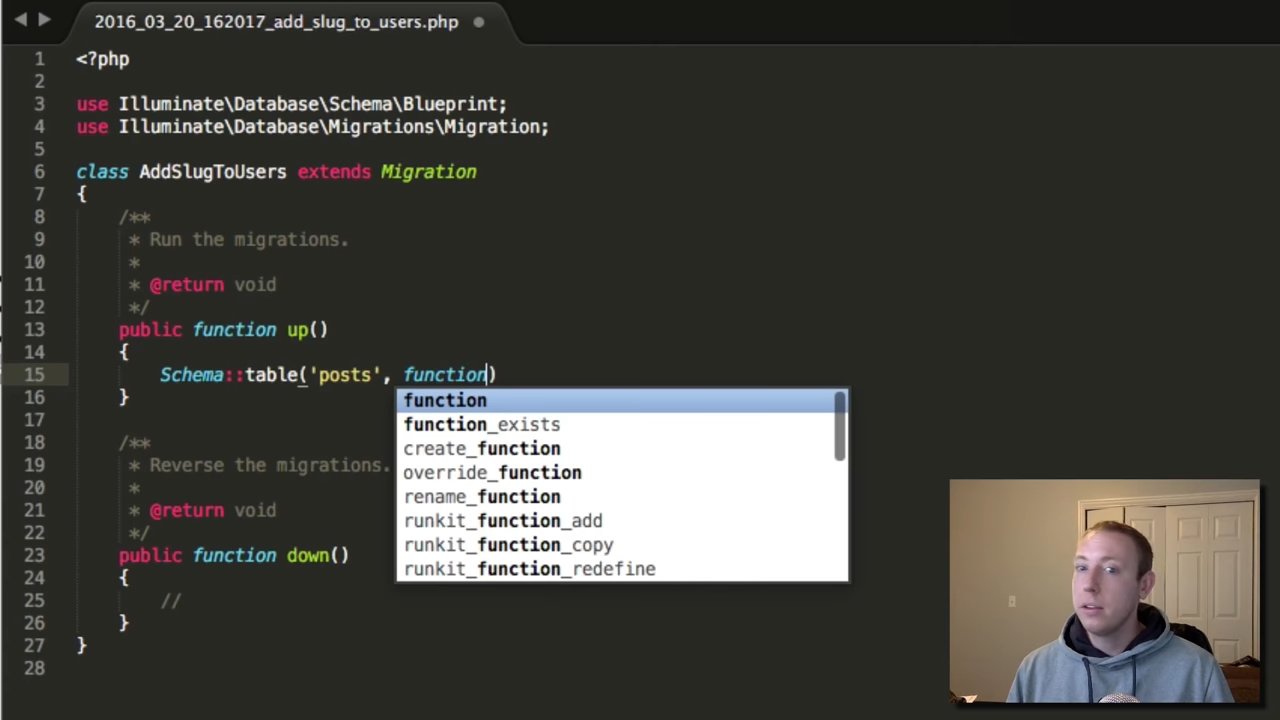 2016_03_20_162017_add_slug_to_users.php
1 <?php
2
3 use Illuminate\Database\Schema\Blueprint;
4 use Illuminate\Database\Migrations\Migration;
5
6 class AddSlugToUsers extends Migration
7 {
8 /**
9 * Run the migrations.
10 *
11 * @return void
12 */
13 public function up()
14 {
15 Schema::table('posts', function)
16 }
17
18 /**
19 * Reverse the migrations.
20 *
21 * @return void
22 */
23 public function down()
24 {
25 //
26 }
27 }
28
function
function_exists
create_function
override_function
rename_function
runkit_function_add
runkit_function_copy
runkit_function_redefine